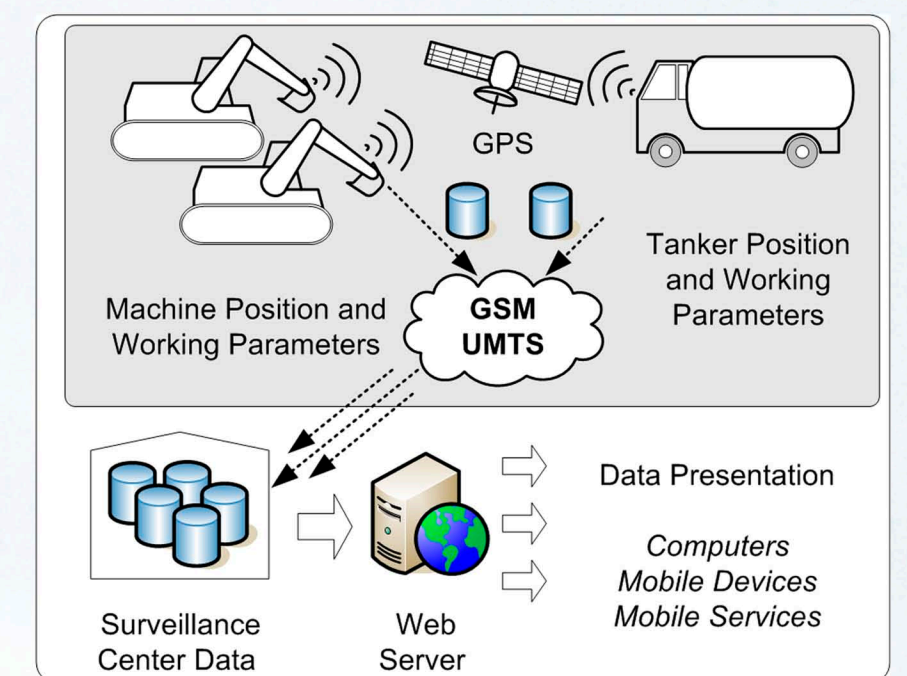 GPS
Tanker Position
and Working
Parameters
Machine Position and
Working Parameters
GSM
UMTS
Data Presentation
Computers
Mobile Devices
Mobile Services
Surveillance
Center Data
Web
Server